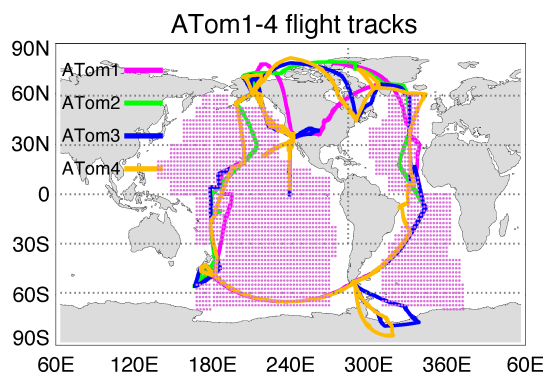 ATom1-4 flight tracks
90N
ATom1
60N
ATom2
ATom3
30N
ATom4
0
30S
60S
90S
60E 120E 180E 240E 300E 360E 60E